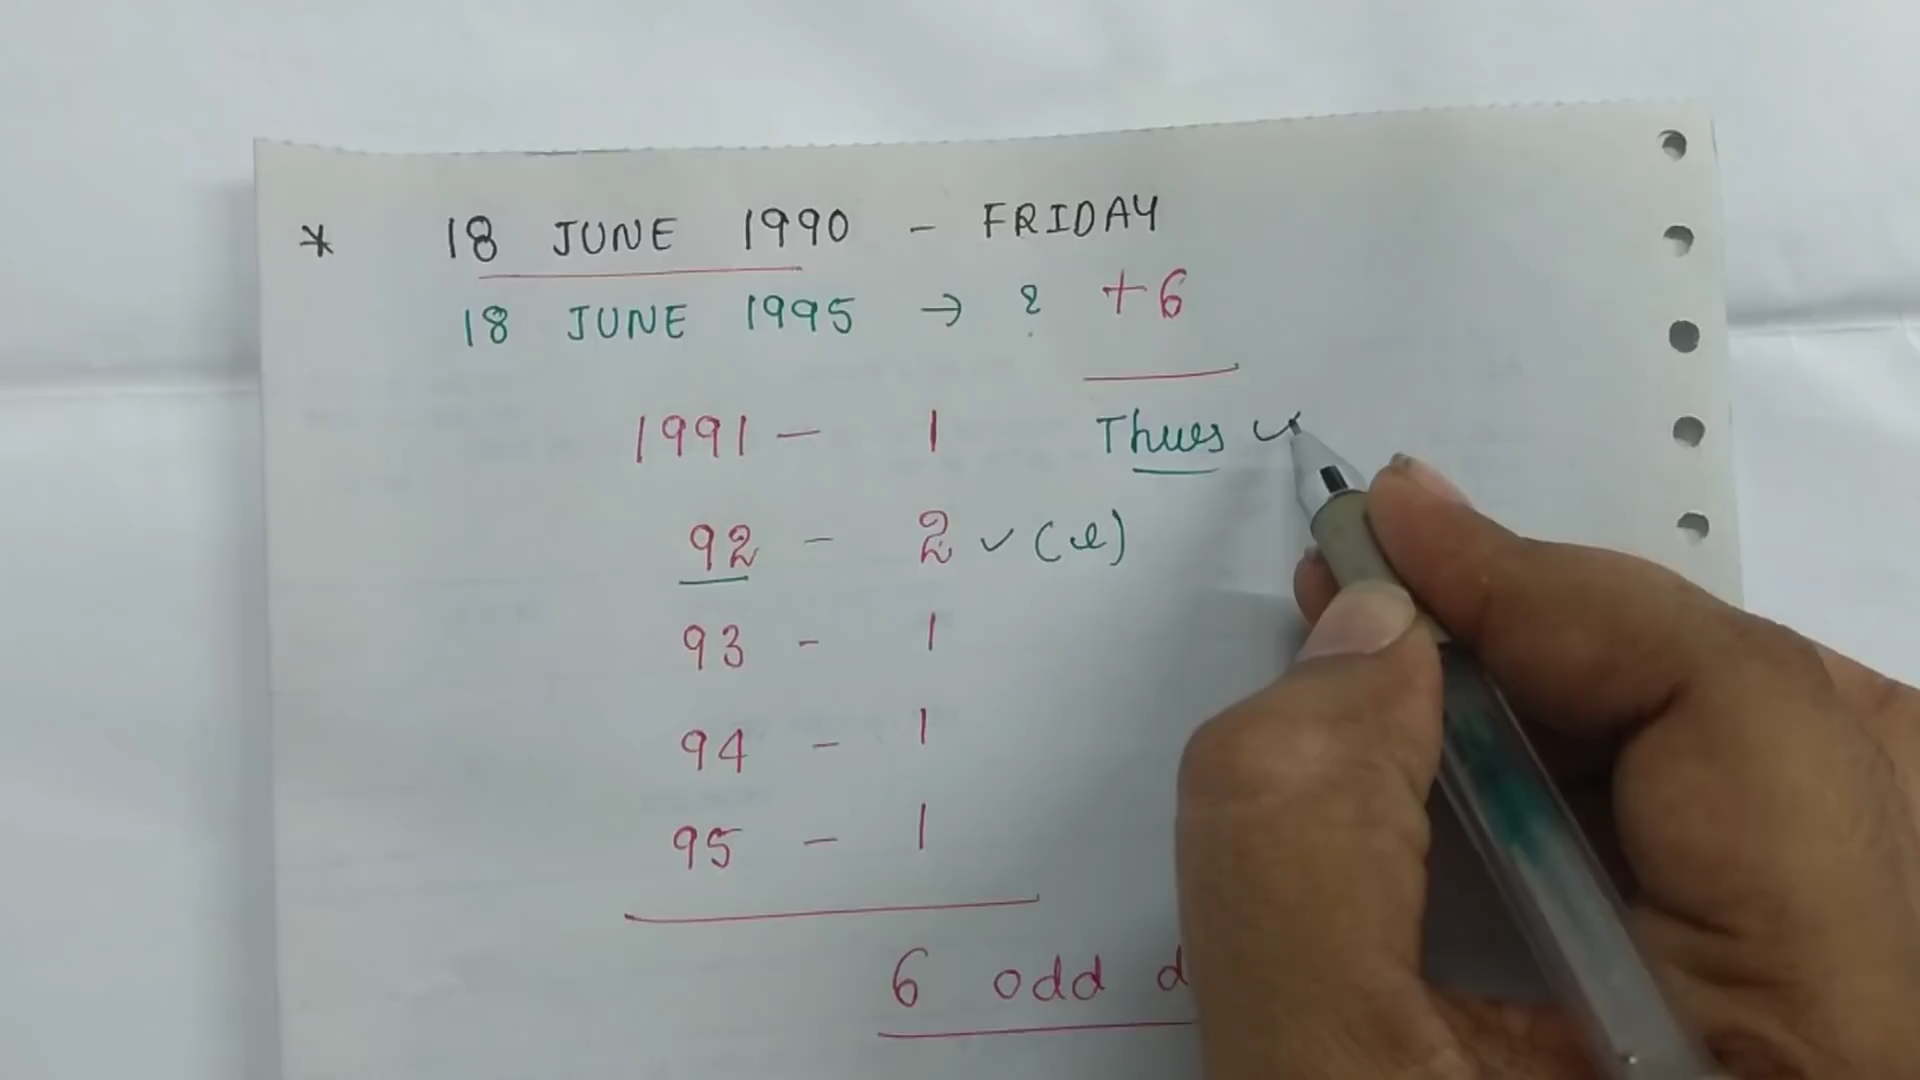 * 18 JUNE 1990 - FRIDAY
18 JUNE 1995 → ? +6
1991 - 1 Thurs ✓
92 - 2 ✓ (l)
93 - 1
94 - 1
95 - 1
6 odd d